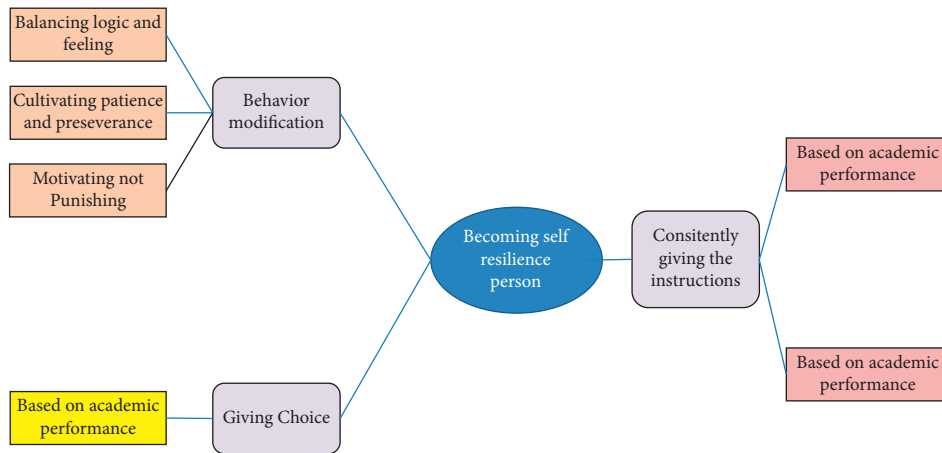 Balancing logic and
feeling
Cultivating patience
and preseverance
Motivating not
Punishing
Behavior
modification
Based on academic
performance
Giving Choice
Becoming self
resilience
person
Consitently
giving the
instructions
Based on academic
performance
Based on academic
performance